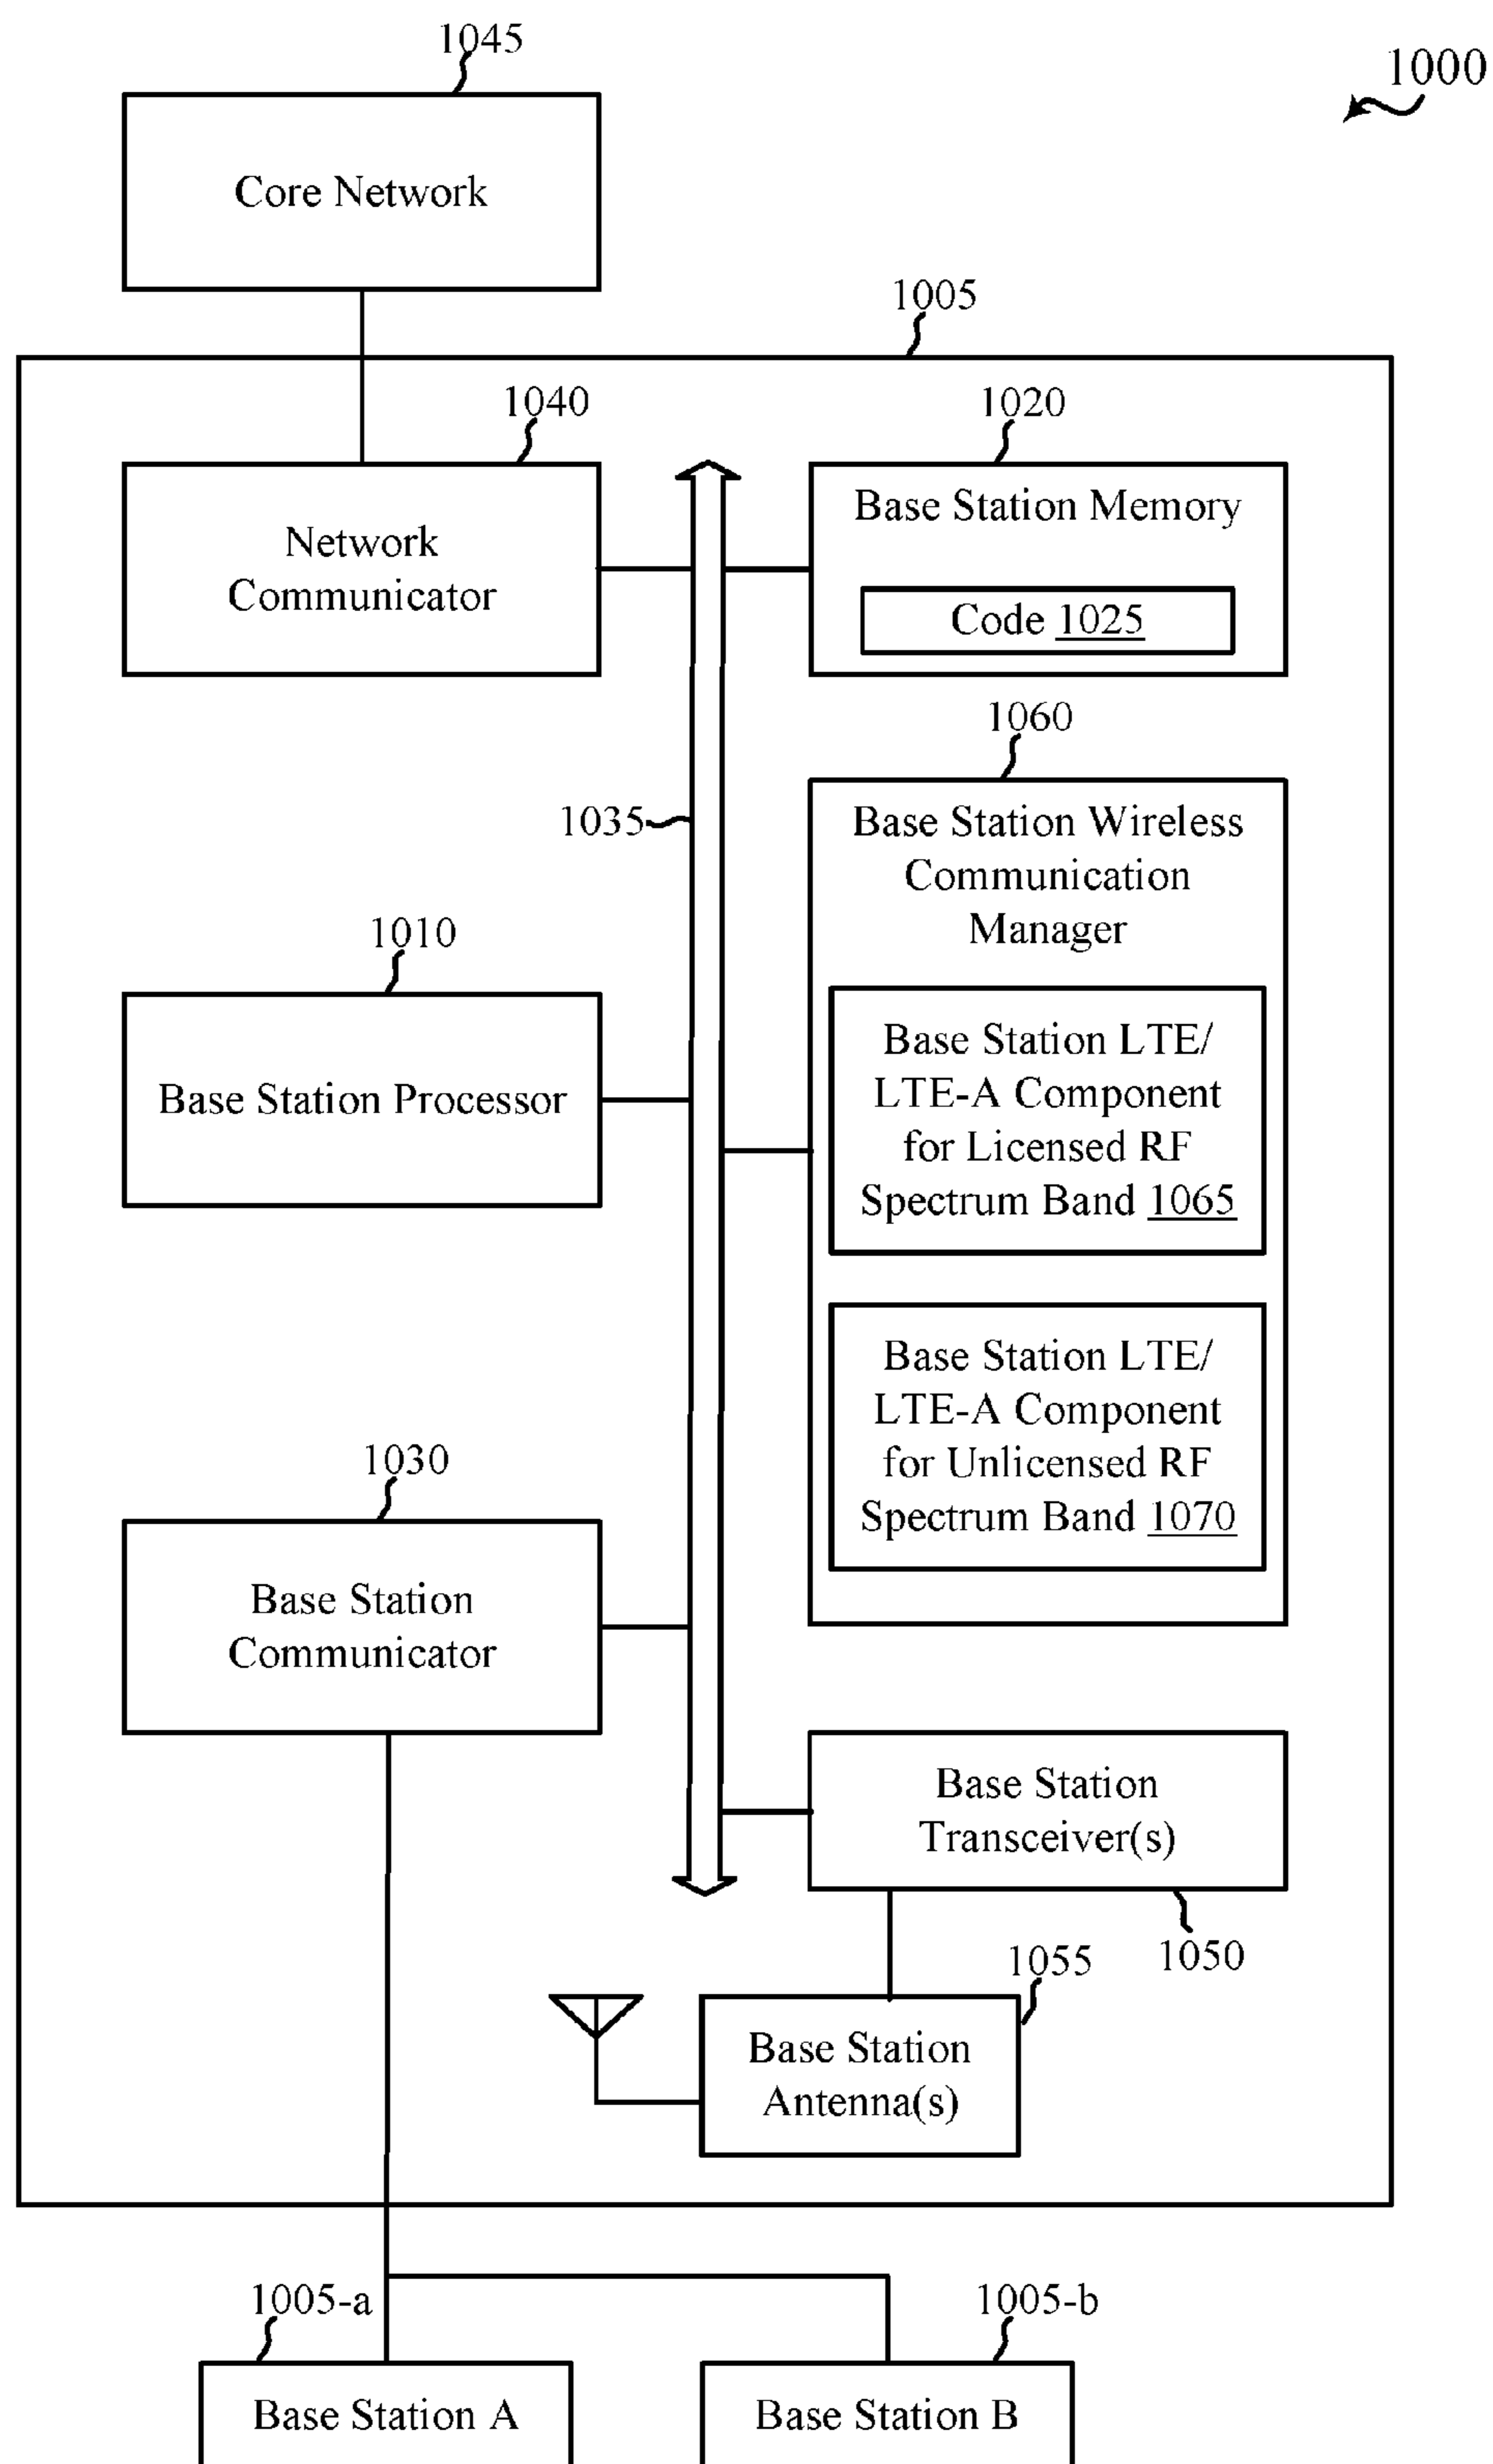 1045
1000
Core Network
1005
1040
1020
Network
Communicator
Base Station Memory
Code 1025
1060
1035
Base Station Wireless
Communication
Manager
1010
Base Station Processor
Base Station LTE/
LTE-A Component
for Licensed RF
Spectrum Band 1065
Base Station LTE/
LTE-A Component
for Unlicensed RF
Spectrum Band 1070
1030
Base Station
Communicator
Base Station
Transceiver(s)
1050
1055
Base Station
Antenna(s)
1005-a
1005-b
Base Station A
Base Station B